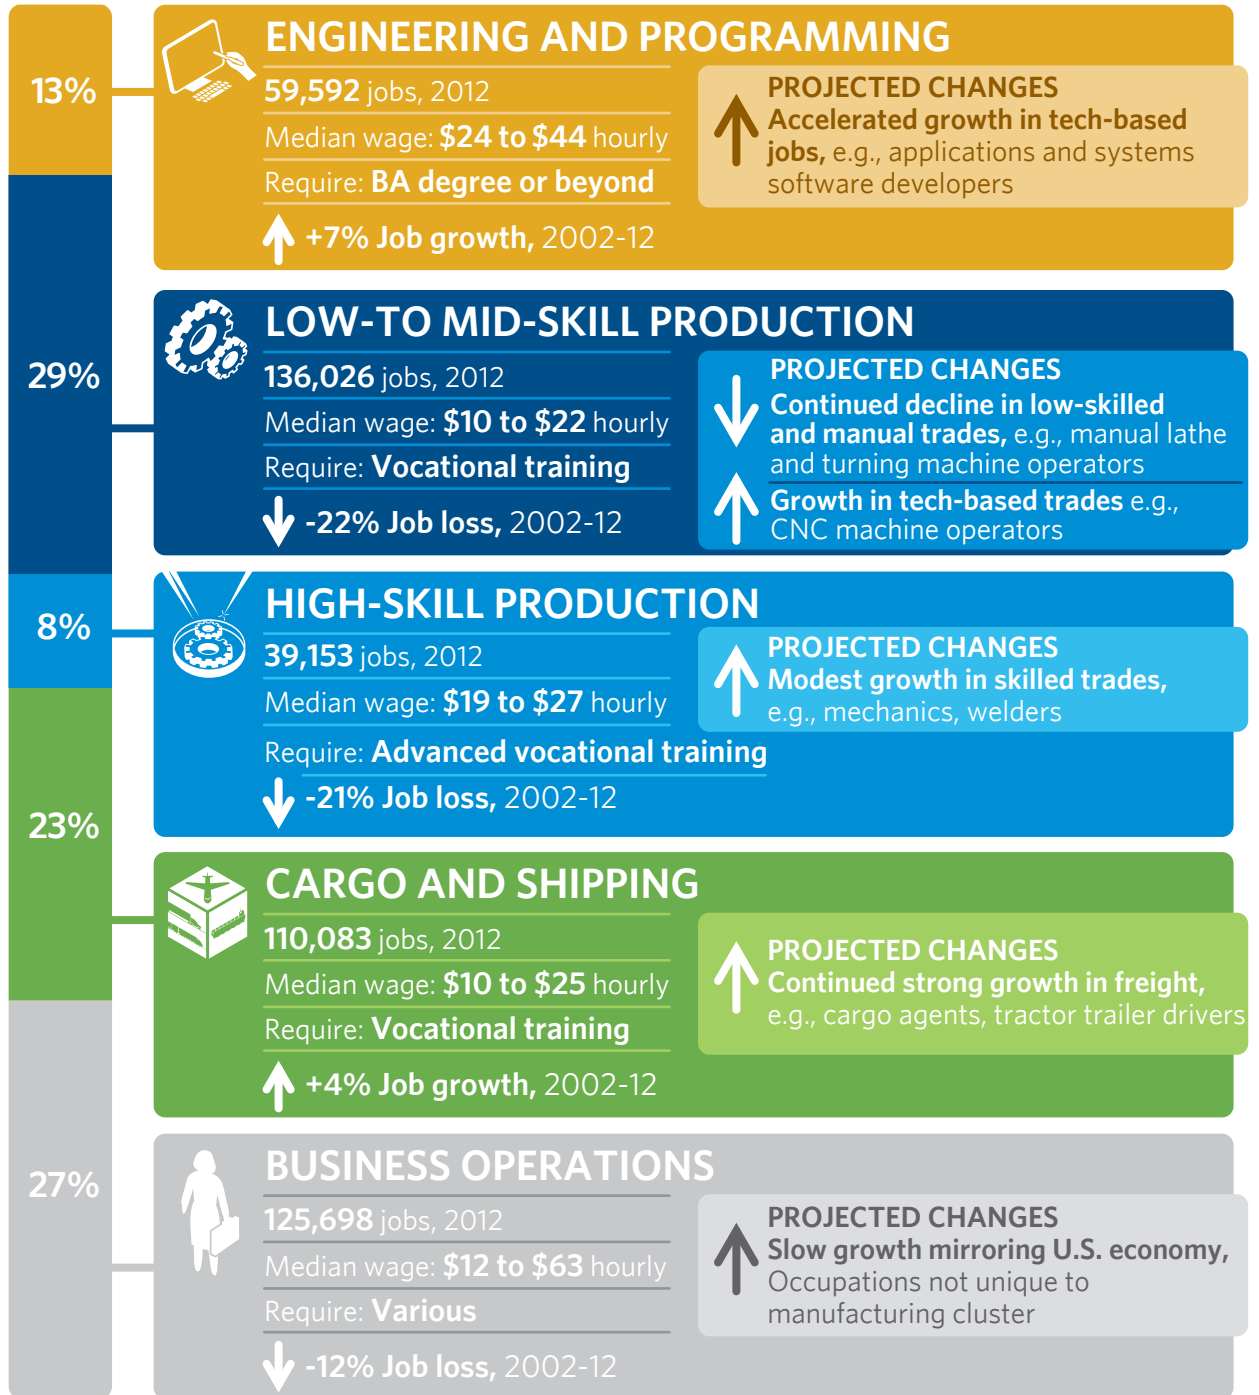 13%
ENGINEERING AND PROGRAMMING
59,592 jobs, 2012
Median wage: $24 to $44 hourly
Require: BA degree or beyond
+7% Job growth, 2002-12
PROJECTED CHANGES
Accelerated growth in tech-based
jobs, e.g., applications and systems
software developers
29%
LOW-TO MID-SKILL PRODUCTION
136,026 jobs, 2012
Median wage: $10 to $22 hourly
Require: Vocational training
-22% Job loss, 2002-12
PROJECTED CHANGES
Continued decline in low-skilled
and manual trades, e.g., manual lathe
and turning machine operators
Growth in tech-based trades e.g.,
CNC machine operators
8%
HIGH-SKILL PRODUCTION
39,153 jobs, 2012
Median wage: $19 to $27 hourly
Require: Advanced vocational training
-21% Job loss, 2002-12
PROJECTED CHANGES
Modest growth in skilled trades,
e.g., mechanics, welders
23%
CARGO AND SHIPPING
110,083 jobs, 2012
Median wage: $10 to $25 hourly
Require: Vocational training
+4% Job growth, 2002-12
PROJECTED CHANGES
Continued strong growth in freight,
e.g., cargo agents, tractor trailer drivers
27%
BUSINESS OPERATIONS
125,698 jobs, 2012
Median wage: $12 to $63 hourly
Require: Various
-12% Job loss, 2002-12
PROJECTED CHANGES
Slow growth mirroring U.S. economy,
Occupations not unique to
manufacturing cluster